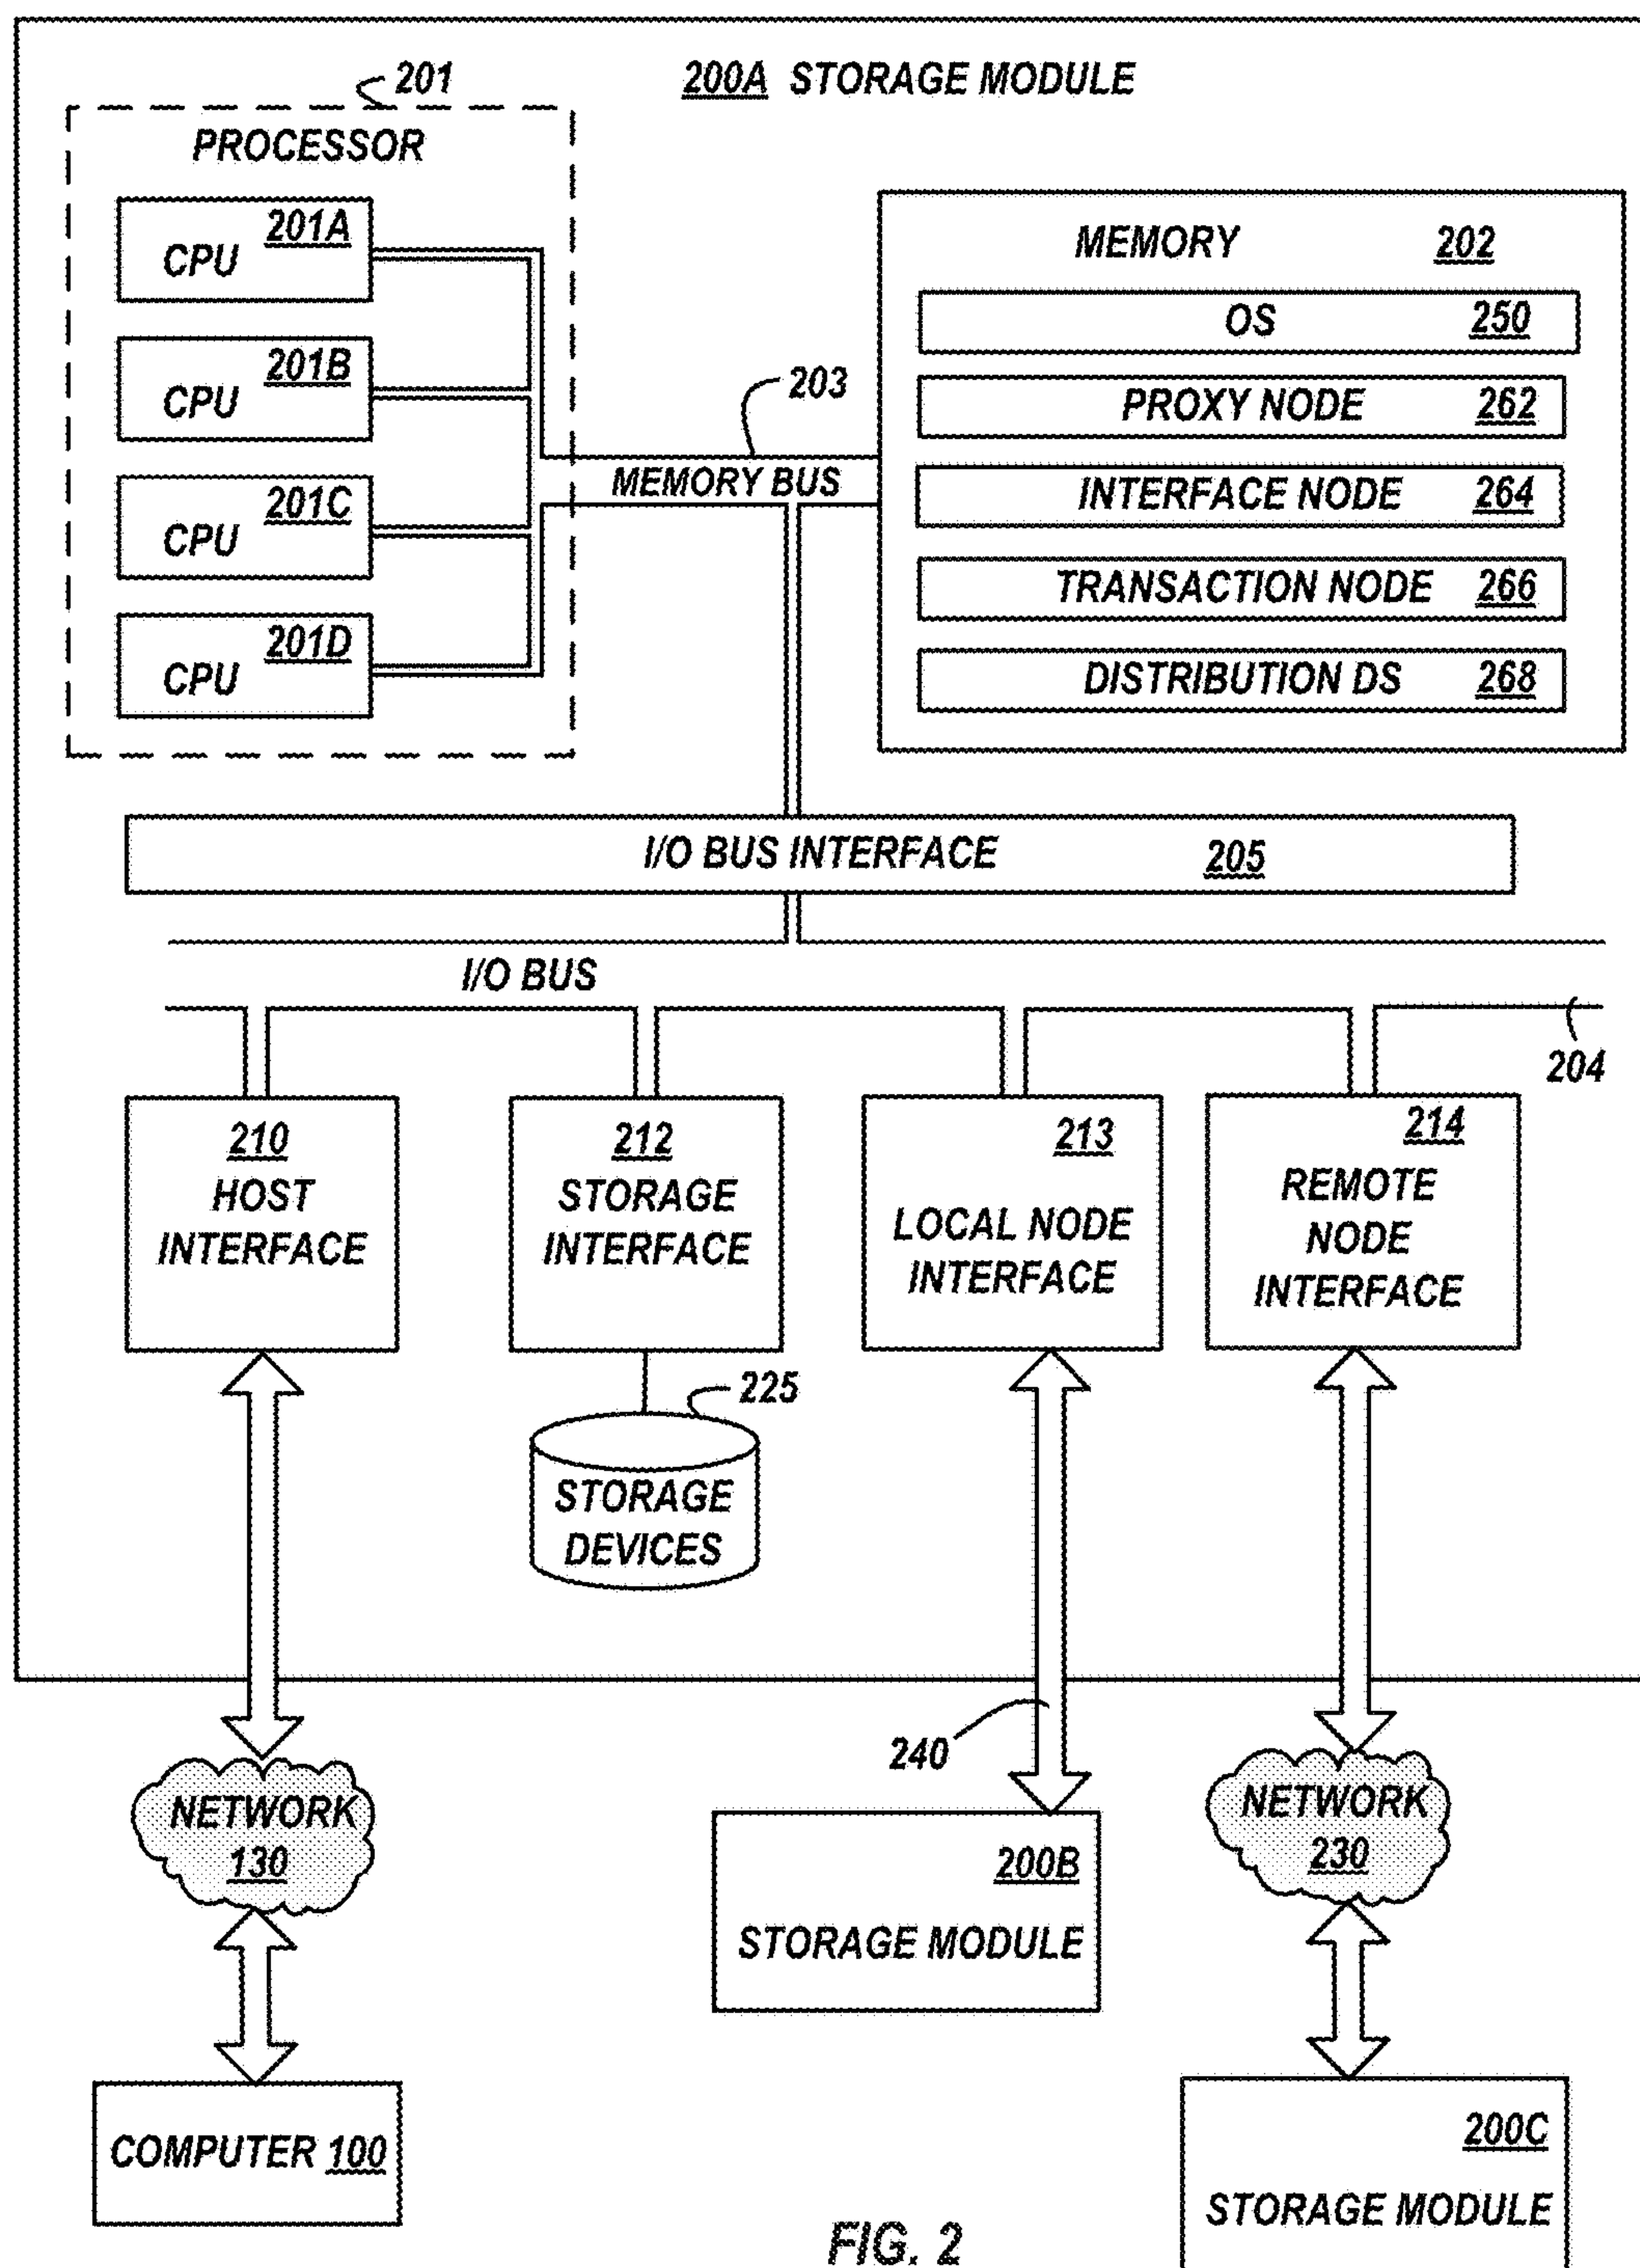 200A STORAGE MODULE
201
PROCESSOR
201A
CPU
201B
CPU
201C
CPU
201D
CPU
203
MEMORY BUS
MEMORY 202
OS 250
PROXY NODE 262
INTERFACE NODE 264
TRANSACTION NODE 266
DISTRIBUTION DS 268
I/O BUS INTERFACE 205
I/O BUS
204
210
HOST
INTERFACE
212
STORAGE
INTERFACE
213
LOCAL NODE
INTERFACE
214
REMOTE
NODE
INTERFACE
225
STORAGE
DEVICES
240
NETWORK
130
NETWORK
230
200B
STORAGE MODULE
COMPUTER 100
200C
STORAGE MODULE
FIG. 2